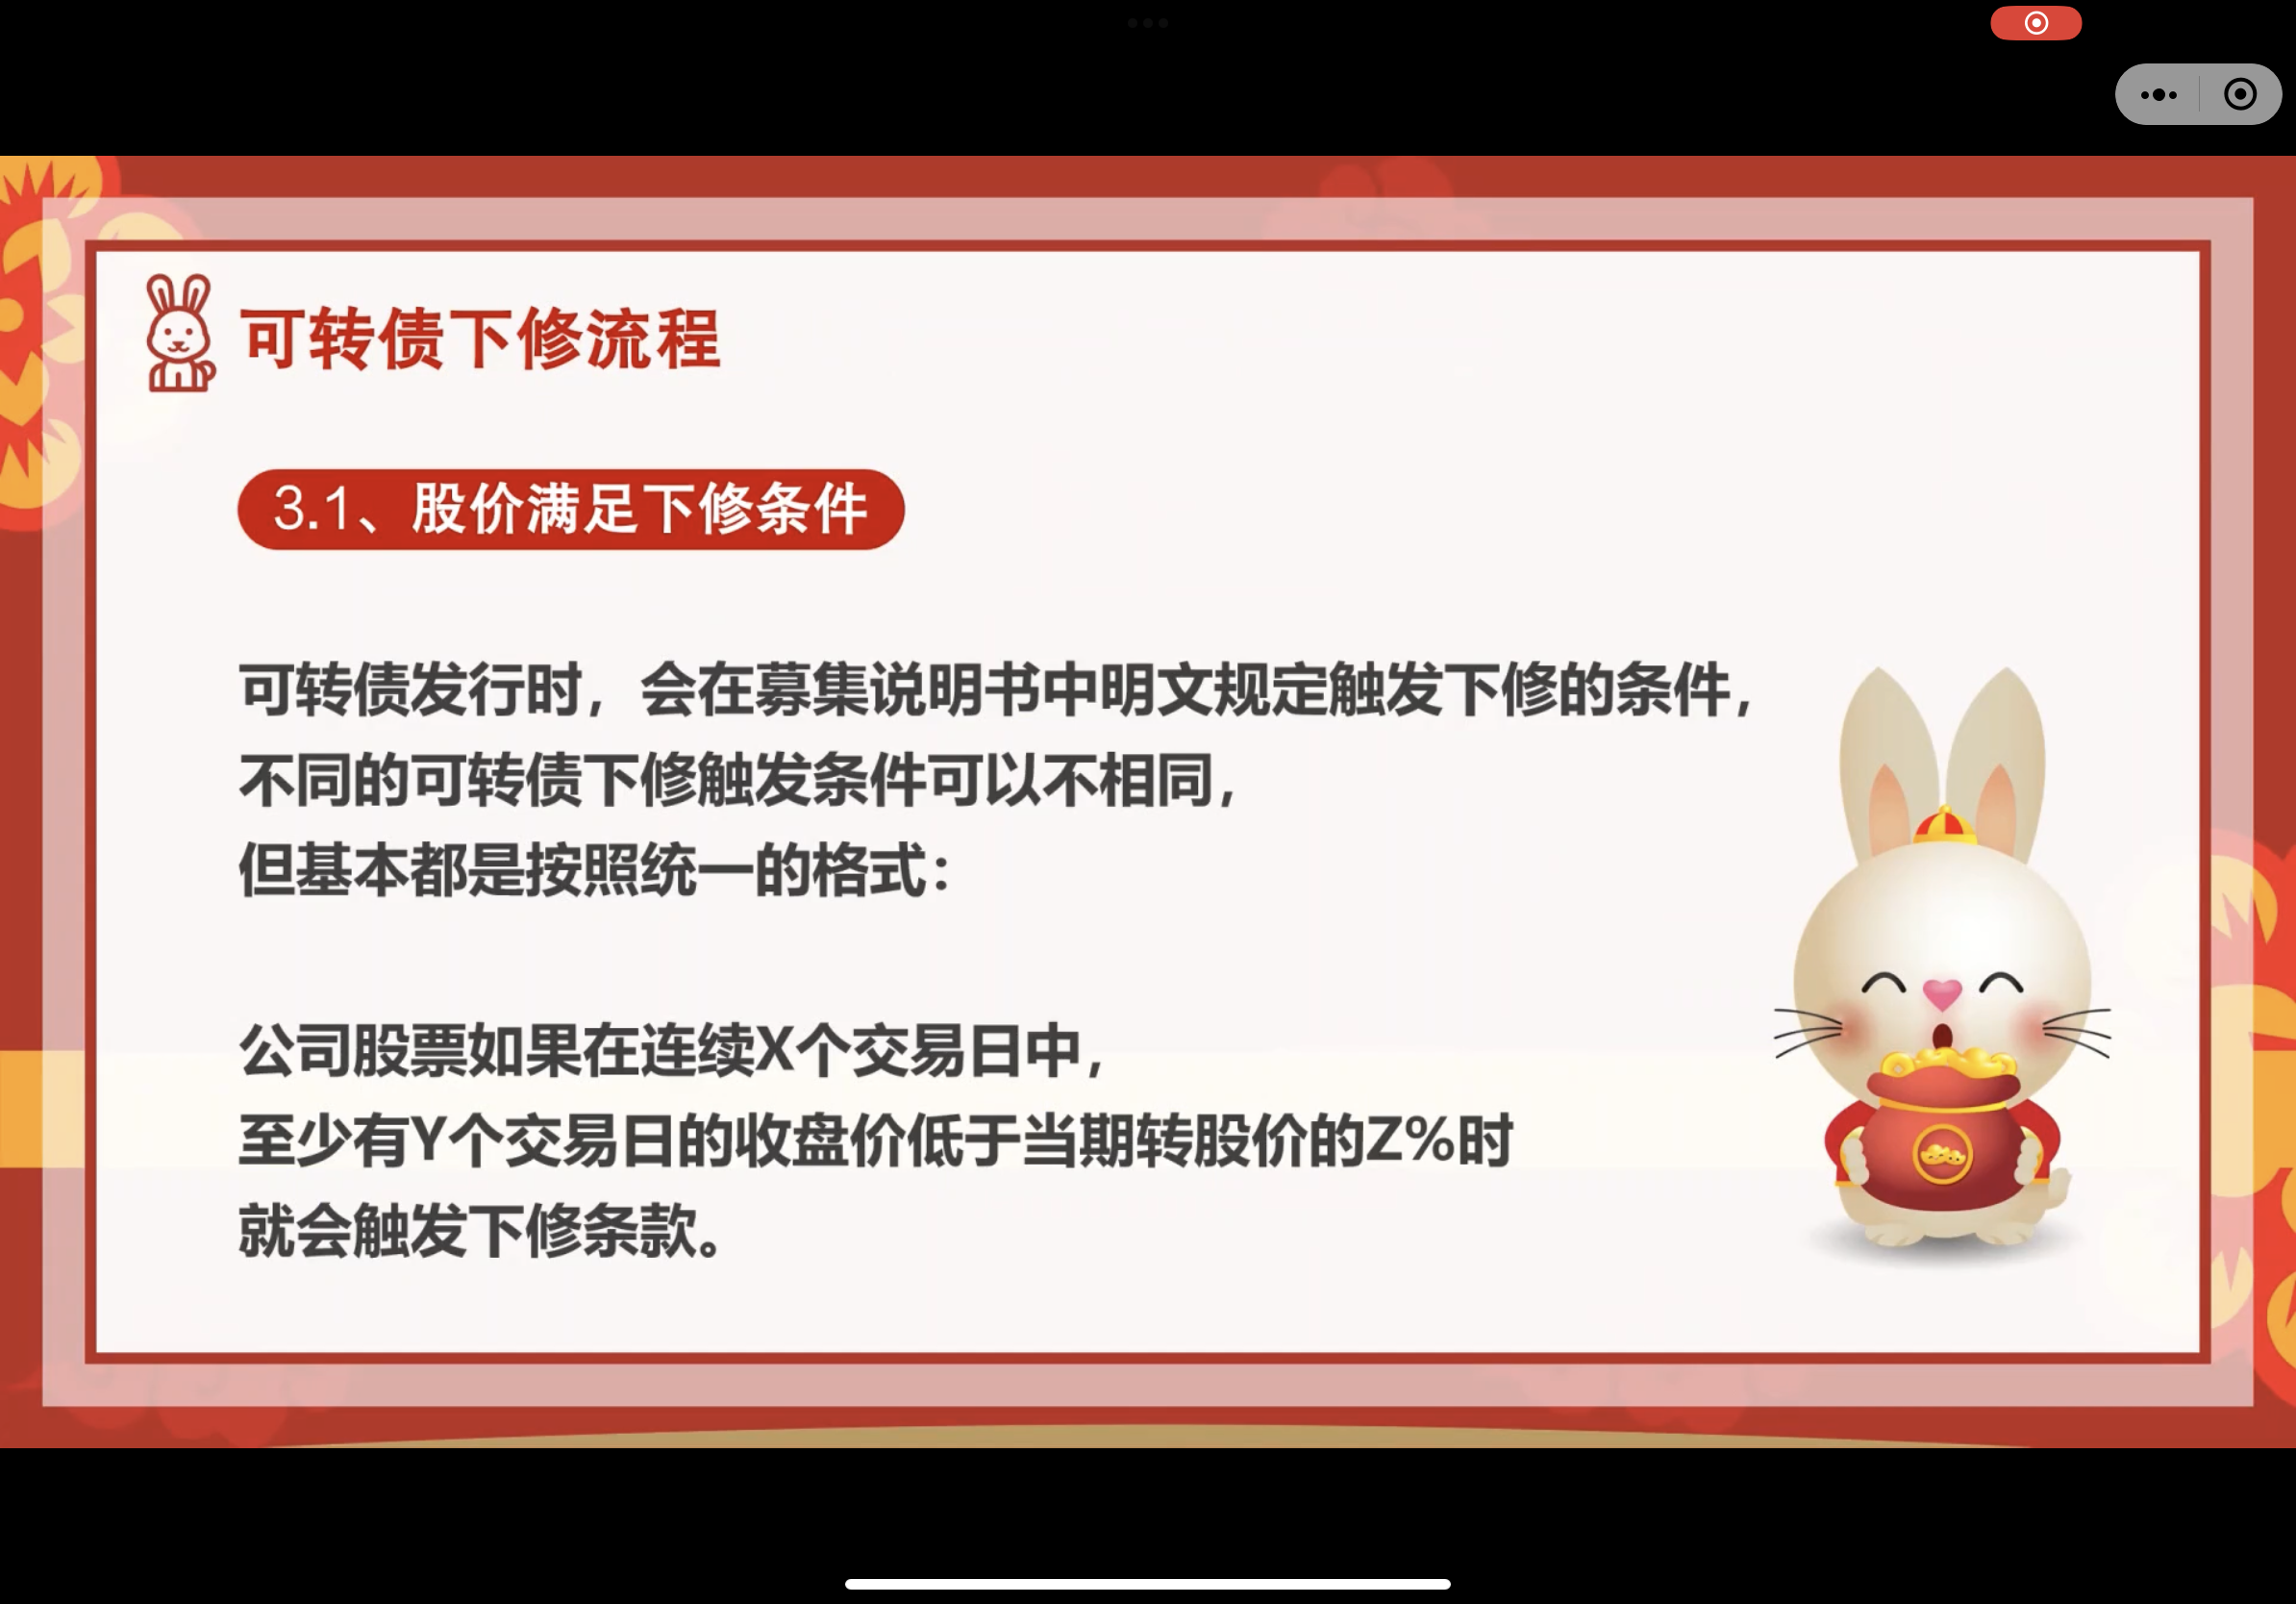 可转债下修流程
3.1、股价满足下修条件
可转债发行时，会在募集说明书中明文规定触发下修的条件，
不同的可转债下修触发条件可以不相同，
但基本都是按照统一的格式：
公司股票如果在连续X个交易日中，
至少有Y个交易日的收盘价低于当期转股价的Z%时
就会触发下修条款。